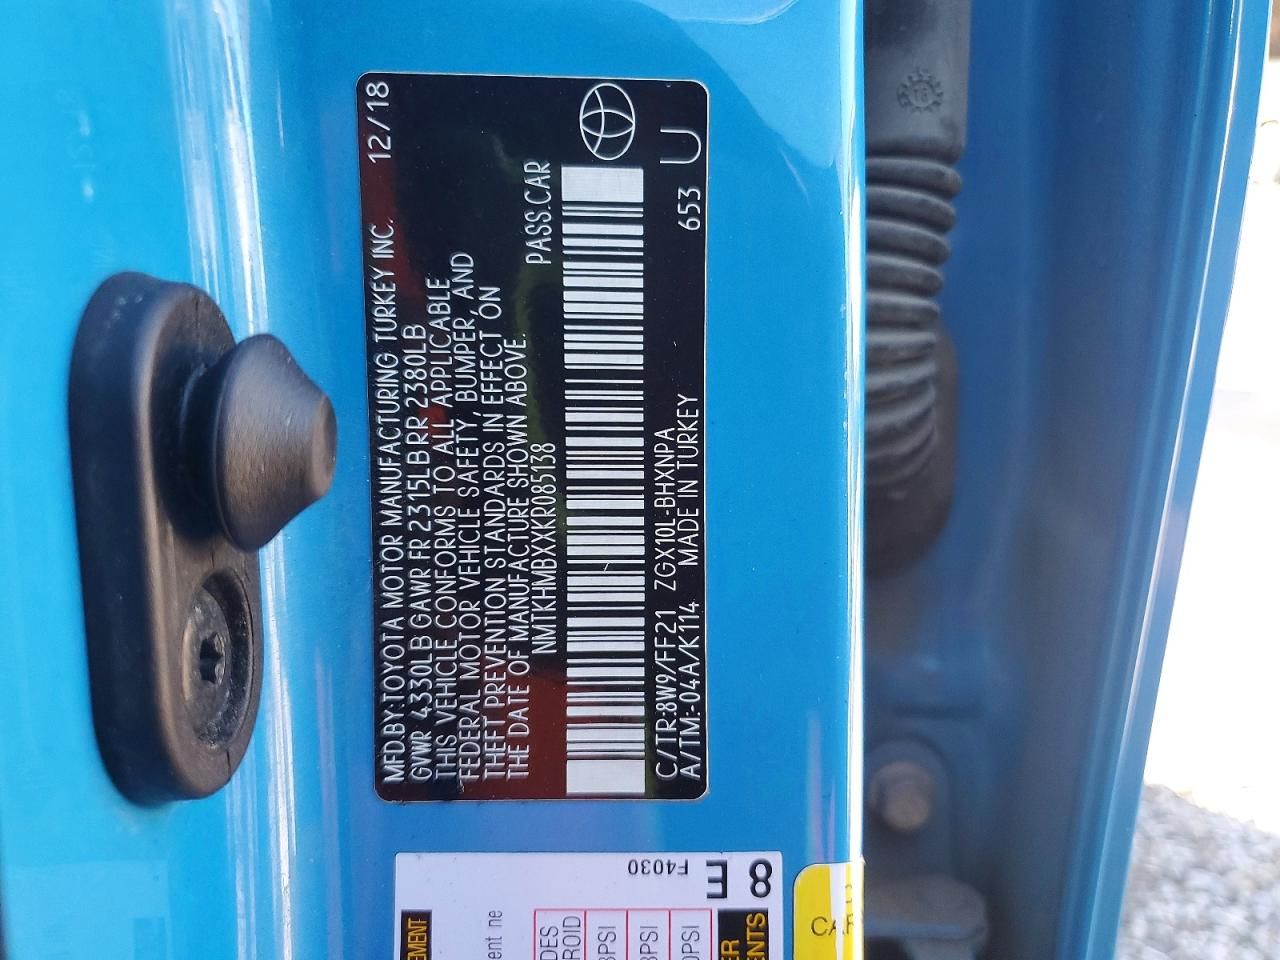 MFD.BY:TOYOTA MOTOR MANUFACTURING TURKEY INC. 12/18
GVWR 4330LB GAWR FR 2315LB RR 2380LB
THIS VEHICLE CONFORMS TO ALL APPLICABLE
FEDERAL MOTOR VEHICLE SAFETY, BUMPER, AND
THEFT PREVENTION STANDARDS IN EFFECT ON
THE DATE OF MANUFACTURE SHOWN ABOVE.
NMTKHMBXXKR085138 PASS.CAR
C/TR:8W9/FF21 ZGX10L-BHXNPA 653 U
A/TM:-04A/K114 MADE IN TURKEY
8 E
F4030
18